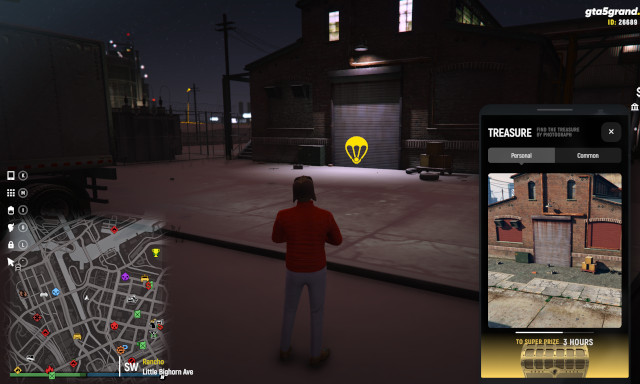 gta5grand.
ID: 26689
TREASURE
FIND THE TREASURE
BY PHOTOGRAPH
Personal
Common
TO SUPER PRIZE 3 HOURS
K
L
SW
Rancho
Little Bighorn Ave